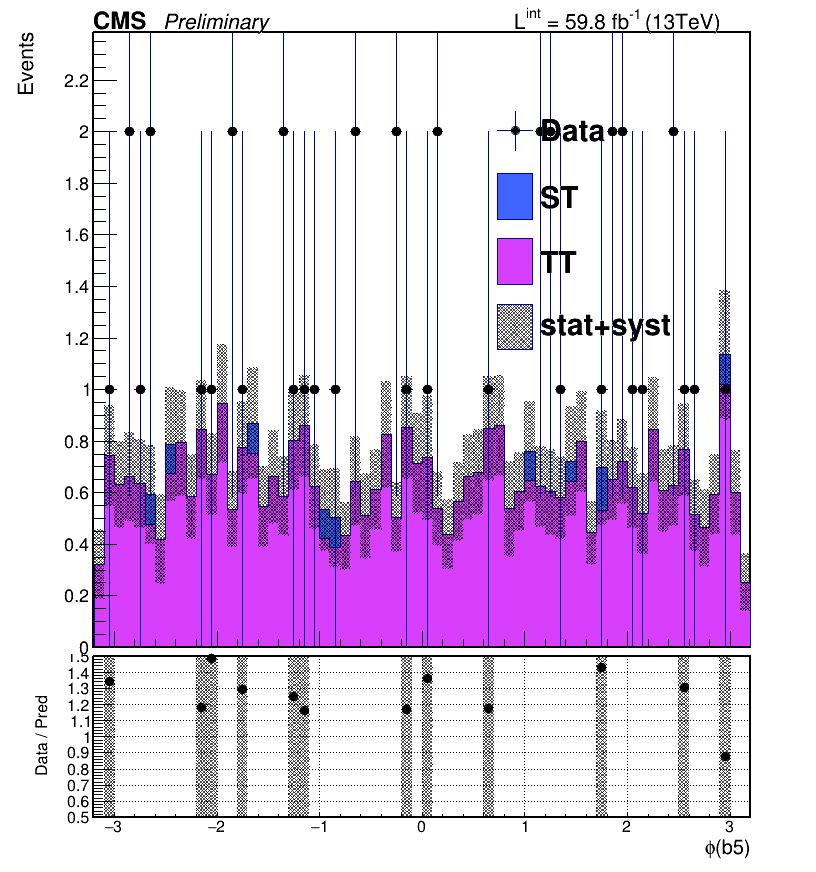 CMS Preliminary L^int = 59.8 fb^-1 (13TeV)
Events
2.2
2
1.8
1.6
1.4
1.2
1
0.8
0.6
0.4
0.2
0
Data
ST
TT
stat+syst
Data / Pred
1.5
1.4
1.3
1.2
1.1
1
0.9
0.8
0.7
0.6
0.5
−3 −2 −1 0 1 2 3
ϕ(b5)